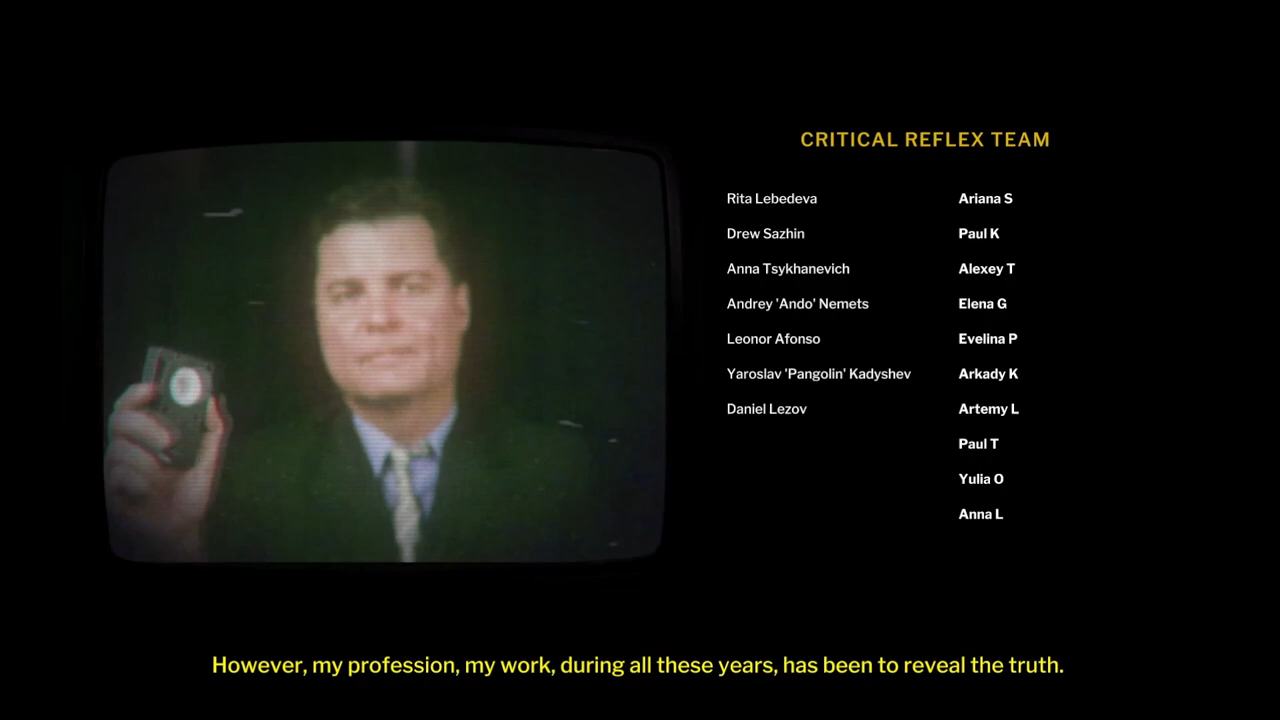 CRITICAL REFLEX TEAM
Rita Lebedeva
Drew Sazhin
Anna Tsykhanevich
Andrey 'Ando' Nemets
Leonor Afonso
Yaroslav 'Pangolin' Kadyshev
Daniel Lezov
Ariana S
Paul K
Alexey T
Elena G
Evelina P
Arkady K
Artemy L
Paul T
Yulia O
Anna L
However, my profession, my work, during all these years, has been to reveal the truth.